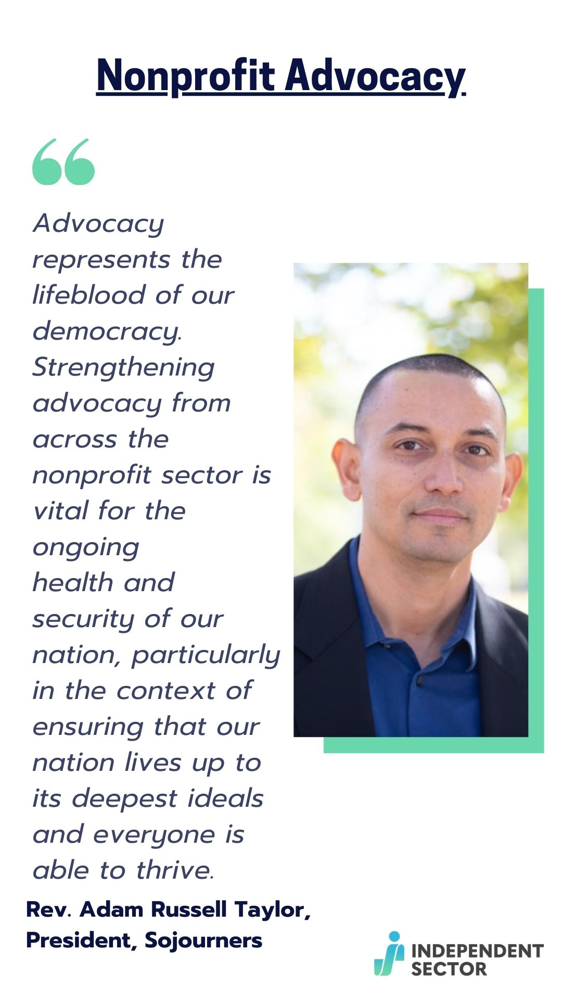 Nonprofit Advocacy
“
Advocacy
represents the
lifeblood of our
democracy.
Strengthening
advocacy from
across the
nonprofit sector is
vital for the
ongoing
health and
security of our
nation, particularly
in the context of
ensuring that our
nation lives up to
its deepest ideals
and everyone is
able to thrive.
Rev. Adam Russell Taylor,
President, Sojourners
INDEPENDENT
SECTOR